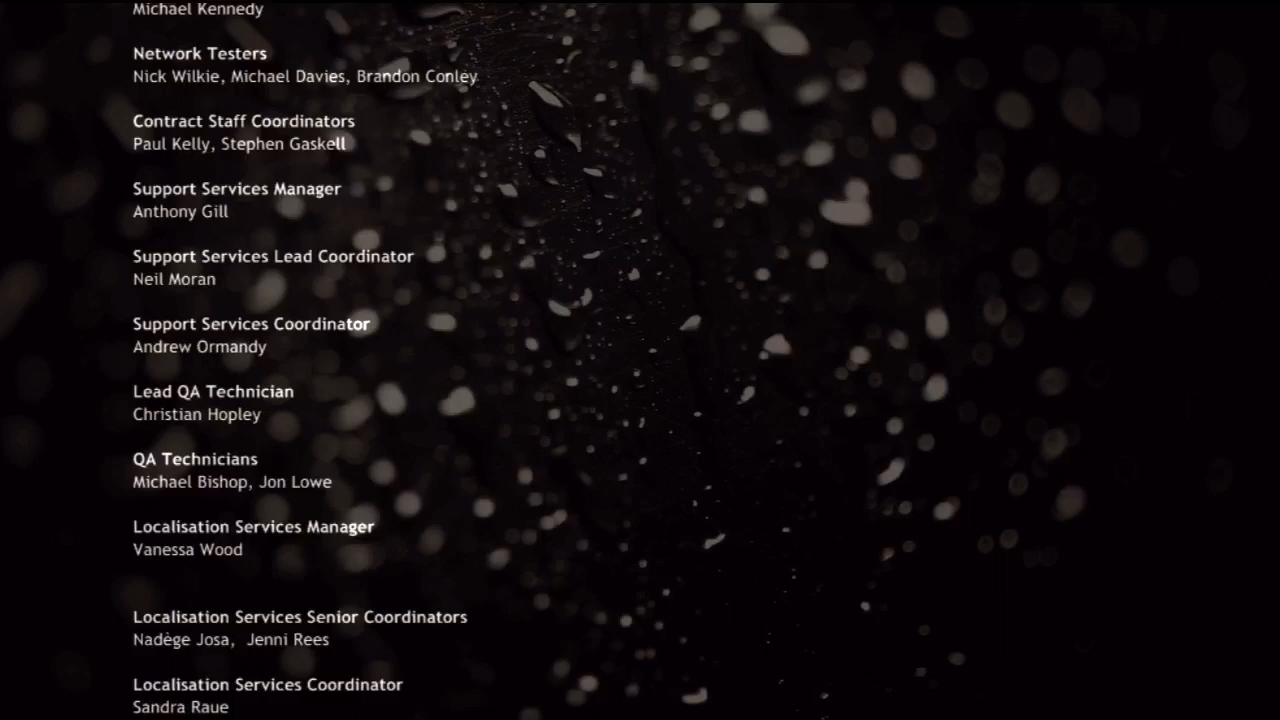 Michael Kennedy
Network Testers
Nick Wilkie, Michael Davies, Brandon Conley
Contract Staff Coordinators
Paul Kelly, Stephen Gaskell
Support Services Manager
Anthony Gill
Support Services Lead Coordinator
Neil Moran
Support Services Coordinator
Andrew Ormandy
Lead QA Technician
Christian Hopley
QA Technicians
Michael Bishop, Jon Lowe
Localisation Services Manager
Vanessa Wood
Localisation Services Senior Coordinators
Nadège Josa,  Jenni Rees
Localisation Services Coordinator
Sandra Raue